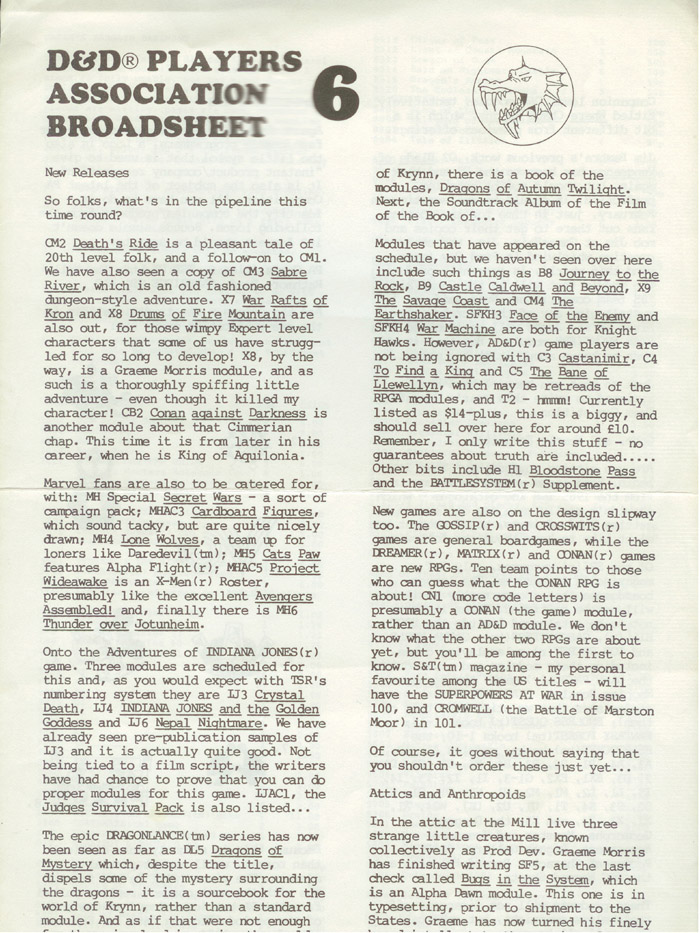 D&D® PLAYERS
ASSOCIATION
BROADSHEET
6
New Releases
So folks, what's in the pipeline this
time round?
CM2 Death's Ride is a pleasant tale of
20th level folk, and a follow-on to CM1.
We have also seen a copy of CM3 Sabre
River, which is an old fashioned
dungeon-style adventure. X7 War Rafts of
Kron and X8 Drums of Fire Mountain are
also out, for those wimpy Expert level
characters that some of us have strugg-
led for so long to develop! X8, by the
way, is a Graeme Morris module, and as
such is a thoroughly spiffing little
adventure - even though it killed my
character! CB2 Conan against Darkness is
another module about that Cimmerian
chap. This time it is from later in his
career, when he is King of Aquilonia.
Marvel fans are also to be catered for,
with: MH Special Secret Wars - a sort of
campaign pack; MHAC3 Cardboard Figures,
which sound tacky, but are quite nicely
drawn; MH4 Lone Wolves, a team up for
loners like Daredevil(tm); MH5 Cats Paw
features Alpha Flight(r); MHAC5 Project
Wideawake is an X-Men(r) Roster,
presumably like the excellent Avengers
Assembled! and, finally there is MH6
Thunder over Jotunheim.
Onto the Adventures of INDIANA JONES(r)
game. Three modules are scheduled for
this and, as you would expect with TSR's
numbering system they are IJ3 Crystal
Death, IJ4 INDIANA JONES and the Golden
Goddess and IJ6 Nepal Nightmare. We have
already seen pre-publication samples of
IJ3 and it is actually quite good. Not
being tied to a film script, the writers
have had chance to prove that you can do
proper modules for this game. IJAC1, the
Judges Survival Pack is also listed...
The epic DRAGONLANCE(tm) series has now
been seen as far as DL5 Dragons of
Mystery which, despite the title,
dispels some of the mystery surrounding
the dragons - it is a sourcebook for the
world of Krynn, rather than a standard
module. And as if that were not enough
of Krynn, there is a book of the
modules, Dragons of Autumn Twilight.
Next, the Soundtrack Album of the Film
of the Book of...
Modules that have appeared on the
schedule, but we haven't seen over here
include such things as B8 Journey to the
Rock, B9 Castle Caldwell and Beyond, X9
The Savage Coast and CM4 The
Earthshaker. SFKH3 Face of the Enemy and
SFKH4 War Machine are both for Knight
Hawks. However, AD&D(r) game players are
not being ignored with C3 Castanimir, C4
To Find a King and C5 The Bane of
Llewellyn, which may be retreads of the
RPGA modules, and T2 - hmmm! Currently
listed as $14-plus, this is a biggy, and
should sell over here for around £10.
Remember, I only write this stuff - no
guarantees about truth are included.....
Other bits include H1 Bloodstone Pass
and the BATTLESYSTEM(r) Supplement.
New games are also on the design slipway
too. The GOSSIP(r) and CROSSWITS(r)
games are general boardgames, while the
DREAMER(r), MATRIX(r) and CONAN(r) games
are new RPGs. Ten team points to those
who can guess what the CONAN RPG is
about! CN1 (more code letters) is
presumably a CONAN (the game) module,
rather than an AD&D module. We don't
know what the other two RPGs are about
yet, but you'll be among the first to
know. S&T(tm) magazine - my personal
favourite among the US titles - will
have the SUPERPOWERS AT WAR in issue
100, and CROMWELL (the Battle of Marston
Moor) in 101.
Of course, it goes without saying that
you shouldn't order these just yet...
Attics and Anthropoids
In the attic at the Mill live three
strange little creatures, known
collectively as Prod Dev. Graeme Morris
has finished writing SF5, at the last
check called Bugs in the System, which
is an Alpha Dawn module. This one is in
typesetting, prior to shipment to the
States. Graeme has now turned his finely